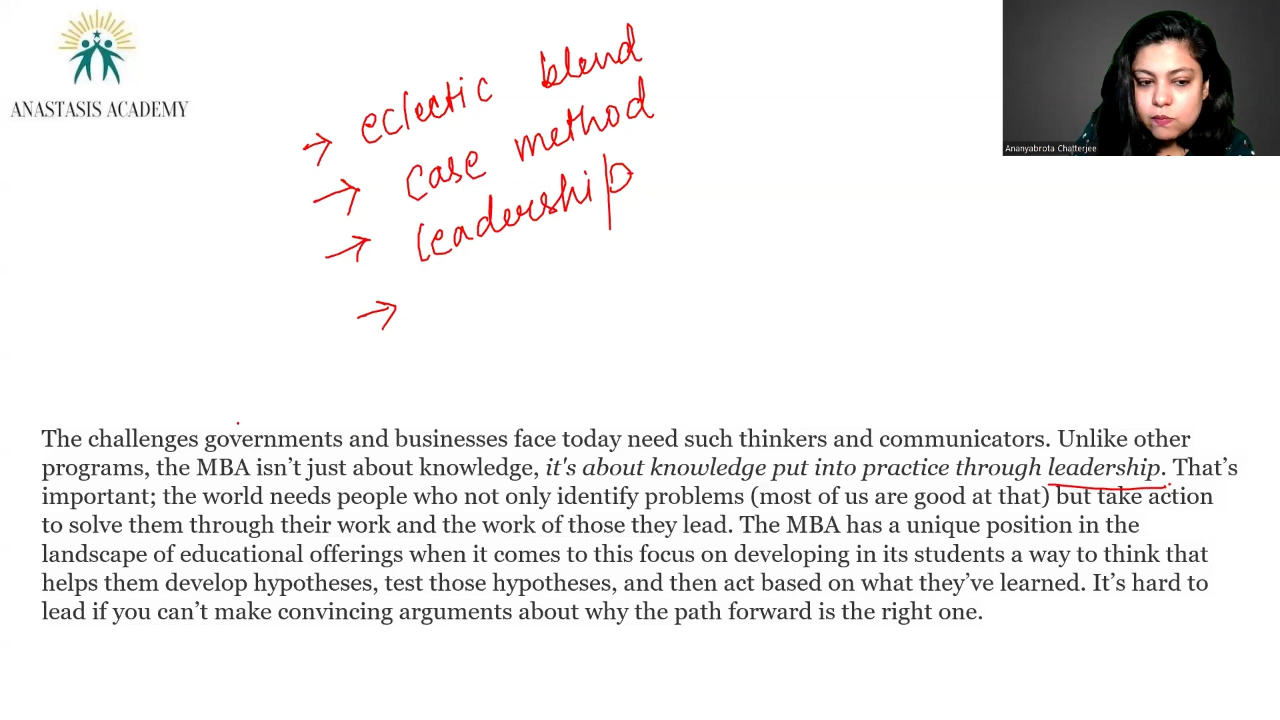 ANASTASIS ACADEMY
Ananyabrota Chatterjee
→ eclectic blend
→ case method
→ leadership
→
The challenges governments and businesses face today need such thinkers and communicators. Unlike other
programs, the MBA isn’t just about knowledge, it's about knowledge put into practice through leadership. That’s
important; the world needs people who not only identify problems (most of us are good at that) but take action
to solve them through their work and the work of those they lead. The MBA has a unique position in the
landscape of educational offerings when it comes to this focus on developing in its students a way to think that
helps them develop hypotheses, test those hypotheses, and then act based on what they’ve learned. It’s hard to
lead if you can’t make convincing arguments about why the path forward is the right one.